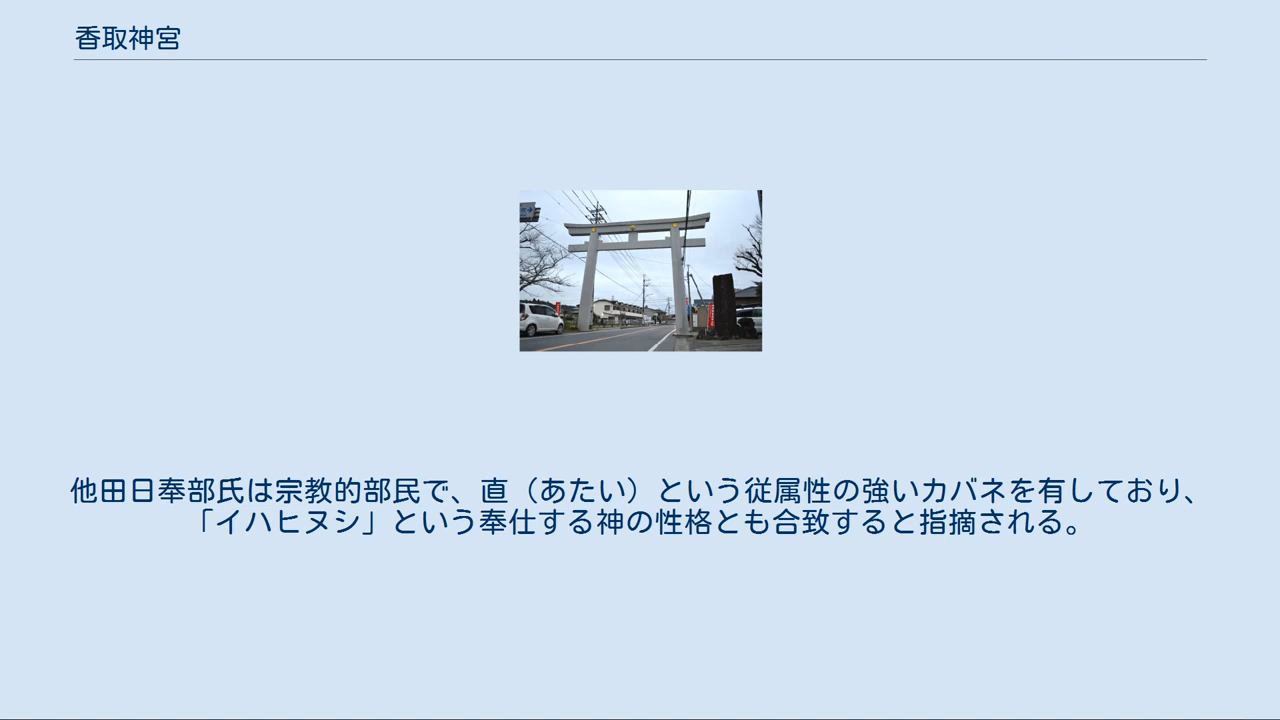 香取神宮
他田日奉部氏は宗教的部民で、直（あたい）という従属性の強いカバネを有しており、
「イハヒヌシ」という奉仕する神の性格とも合致すると指摘される。